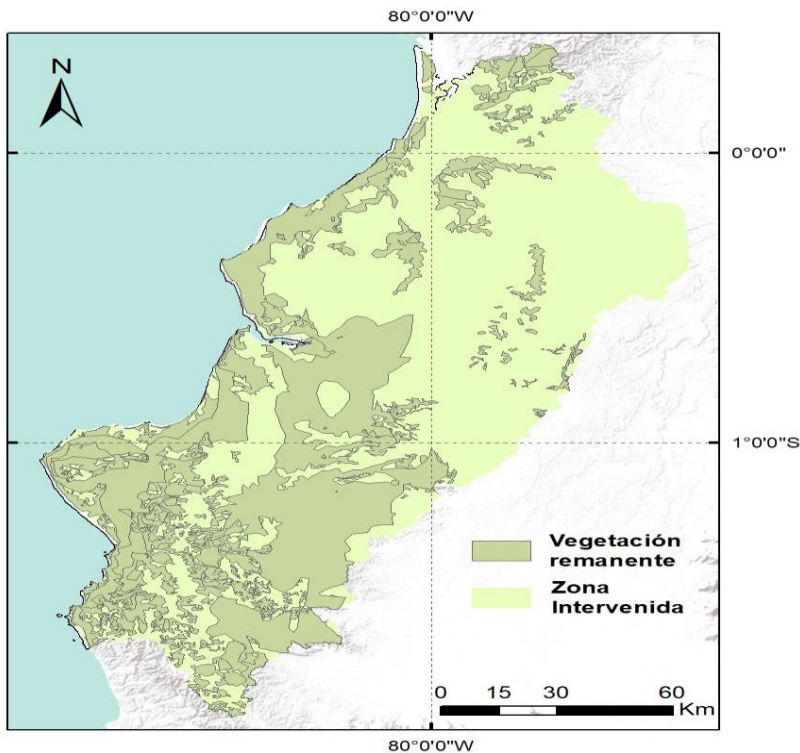 80°0'0"W
N
0°0'0"
1°0'0"S
Vegetación
remanente
Zona
Intervenida
0 15 30 60
Km
80°0'0"W